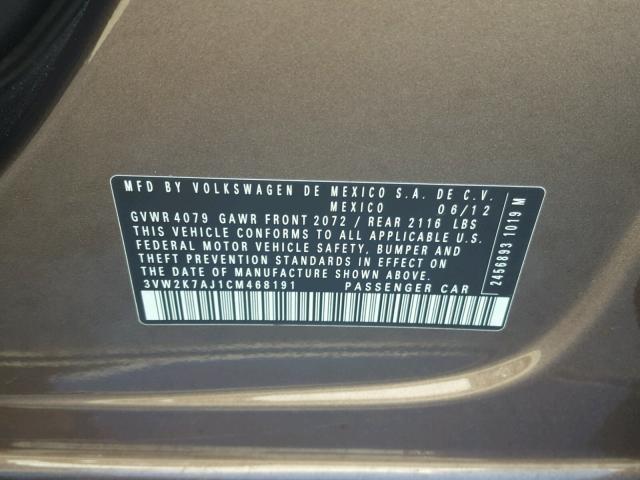 MFD BY VOLKSWAGEN DE MEXICO S.A. DE C.V.
MEXICO 06/12
GVWR 4079 GAWR FRONT 2072 / REAR 2116 LBS
THIS VEHICLE CONFORMS TO ALL APPLICABLE U.S.
FEDERAL MOTOR VEHICLE SAFETY, BUMPER AND
THEFT PREVENTION STANDARDS IN EFFECT ON
THE DATE OF MANUFACTURE SHOWN ABOVE.
3VW2K7AJ1CM468191 PASSENGER CAR
2456893 1019 M